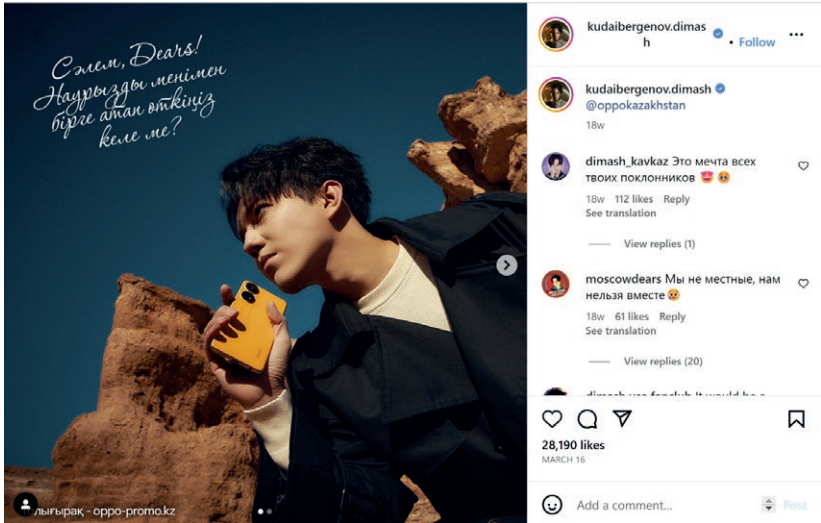 Сәлем, Dears!
Наурызды менімен
бірге атап өткіңіз
келе ме?
лығырақ - oppo-promo.kz
kudaibergenov.dimas
h
• Follow
kudaibergenov.dimash
@oppokazakhstan
18w
dimash_kavkaz Это мечта всех
твоих поклонников
18w 112 likes Reply
See translation
View replies (1)
moscowdears Мы не местные, нам
нельзя вместе
18w 61 likes Reply
See translation
View replies (20)
28,190 likes
MARCH 16
Add a comment...
Post